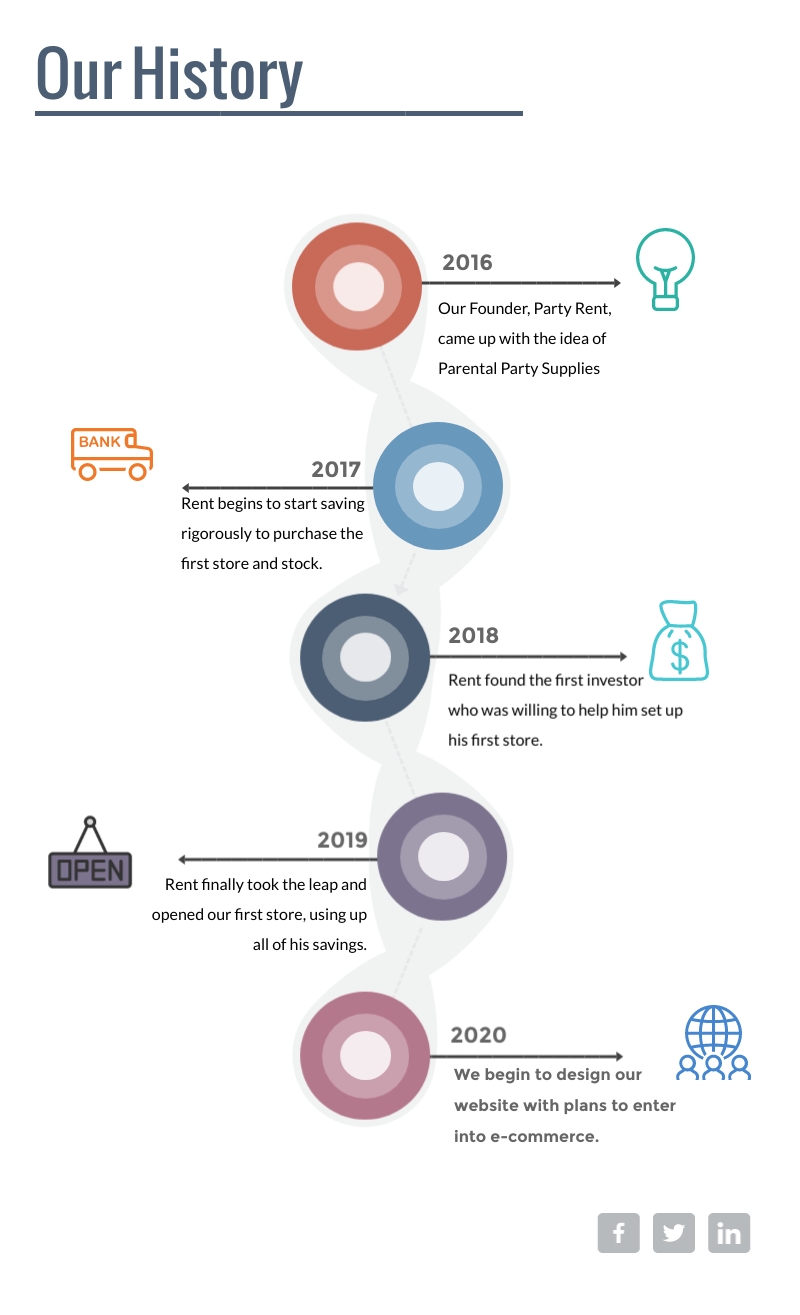 Our History
2016
Our Founder, Party Rent,
came up with the idea of
Parental Party Supplies
BANK
2017
Rent begins to start saving
rigorously to purchase the
first store and stock.
2018
$
Rent found the first investor
who was willing to help him set up
his first store.
OPEN
2019
Rent finally took the leap and
opened our first store, using up
all of his savings.
2020
We begin to design our
website with plans to enter
into e-commerce.
f
in